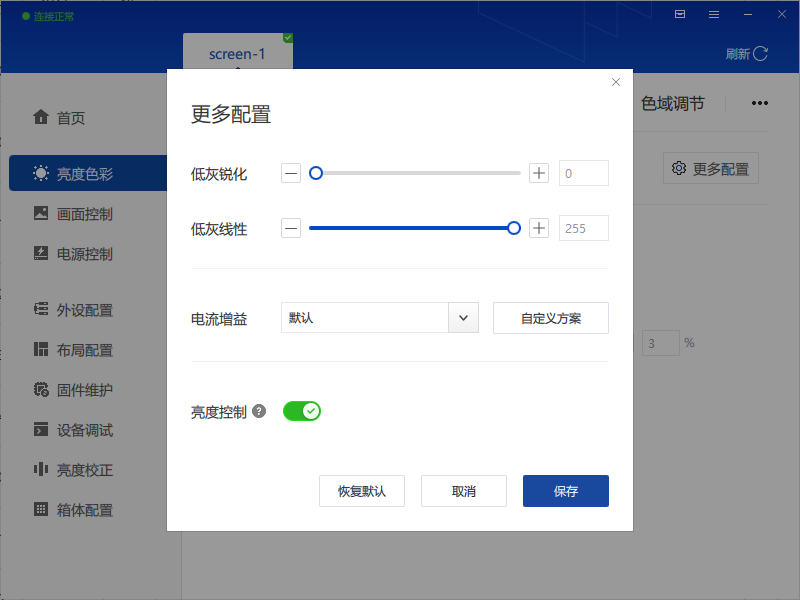 连接正常
screen-1
刷新
首页
亮度色彩
画面控制
电源控制
外设配置
布局配置
固件维护
设备调试
亮度校正
箱体配置
色域调节
更多配置
3 %
更多配置
低灰锐化 0
低灰线性 255
电流增益 默认 自定义方案
亮度控制 ?
恢复默认 取消 保存